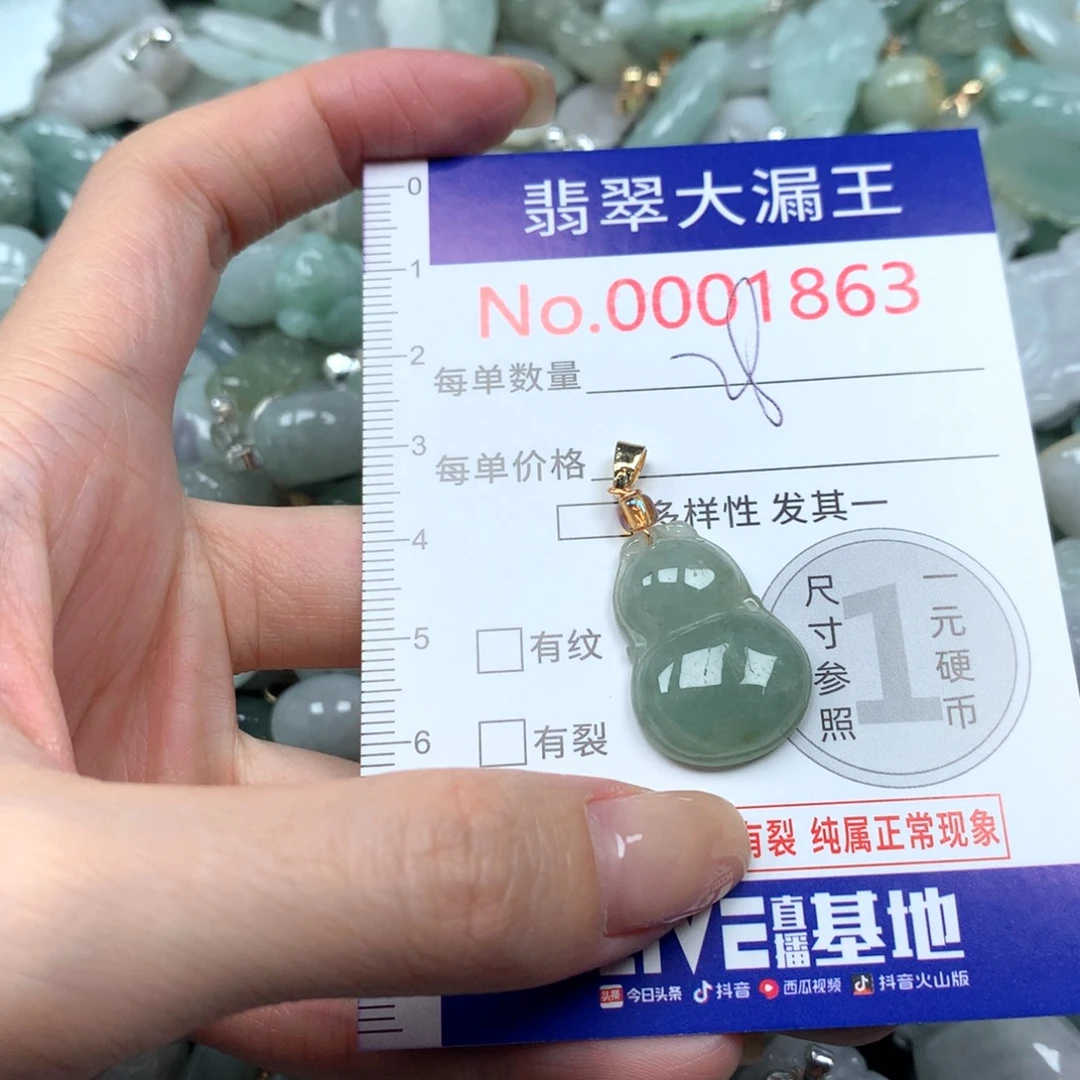 翡翠大漏王
No.0001863
每单数量
每单价格
多样性 发其一
有纹
有裂
尺寸参照
1
一元硬币
有裂 纯属正常现象
直播基地
头条 今日头条 抖音 西瓜视频 抖音火山版
0
1
2
3
4
5
6